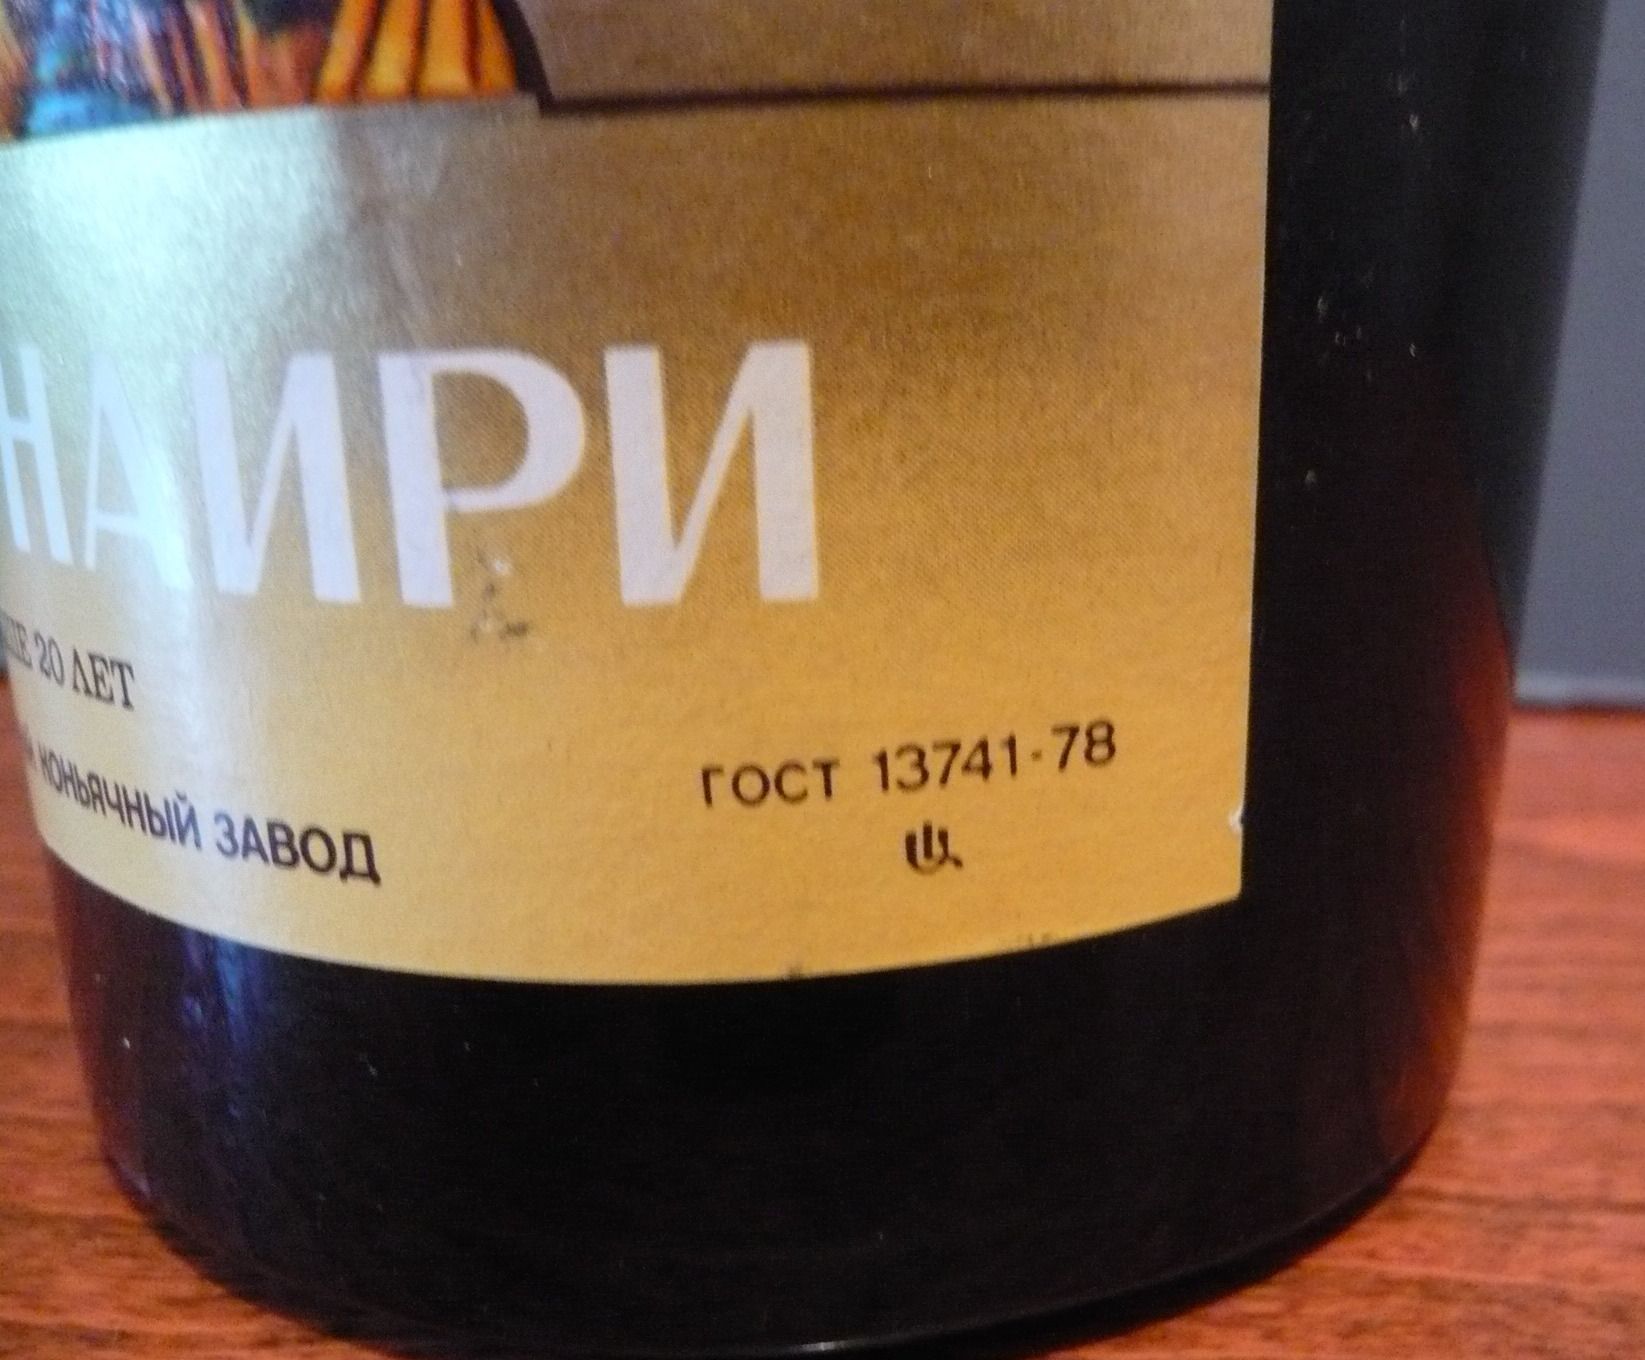 НАИРИ
20 ЛЕТ
КОНЬЯЧНЫЙ ЗАВОД
ГОСТ 13741-78